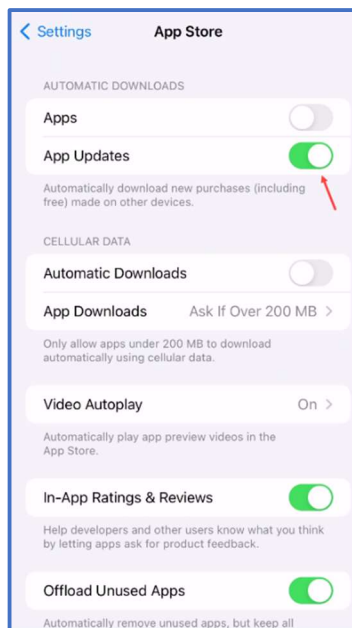 Settings
App Store
AUTOMATIC DOWNLOADS
Apps
App Updates
Automatically download new purchases (including
free) made on other devices.
CELLULAR DATA
Automatic Downloads
App Downloads Ask If Over 200 MB
Only allow apps under 200 MB to download
automatically using cellular data.
Video Autoplay On
Automatically play app preview videos in the
App Store.
In-App Ratings & Reviews
Help developers and other users know what you think
by letting apps ask for product feedback.
Offload Unused Apps
Automatically remove unused apps, but keep all